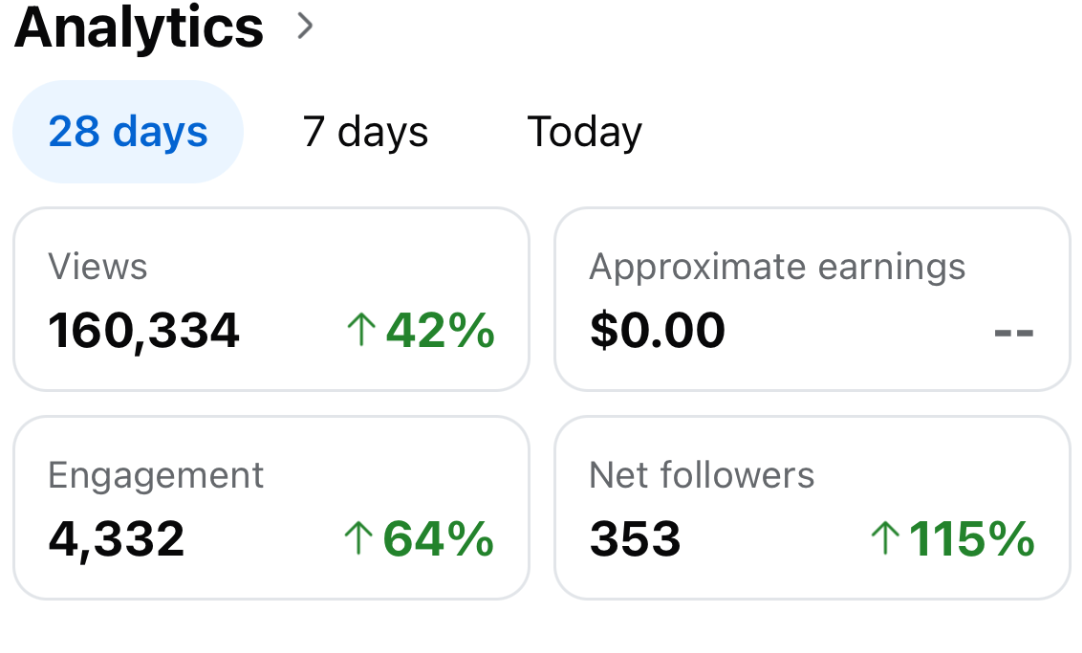 Analytics >
28 days 7 days Today
Views
160,334 ↑ 42%
Approximate earnings
$0.00 --
Engagement
4,332 ↑ 64%
Net followers
353 ↑ 115%